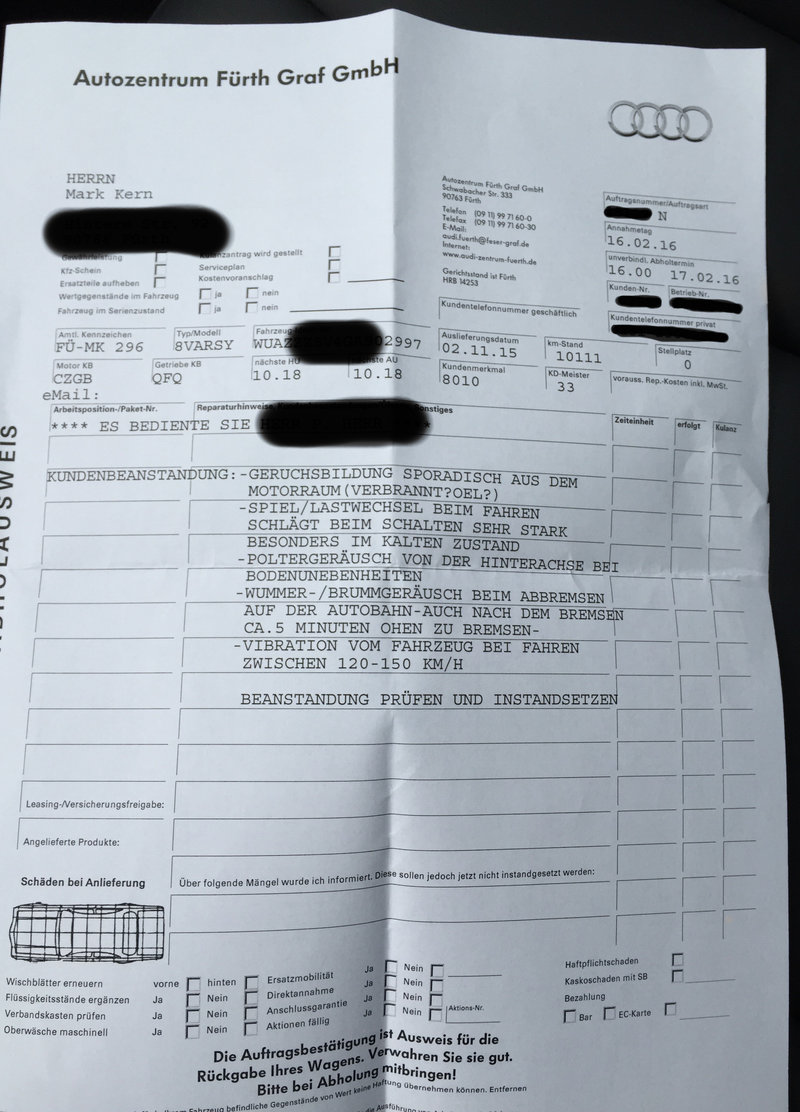 Autozentrum Fürth Graf GmbH
HERRN
Mark Kern
Autozentrum Fürth Graf GmbH
Schwabacher Str. 333
90763 Fürth
Telefon (09 11) 99 71 60-0
Telefax (09 11) 99 71 60-30
E-Mail:
audi.fuerth@feser-graf.de
Internet:
www.audi-zentrum-fuerth.de
Gerichtsstand ist Fürth
HRB 14253
Auftragsnummer/Auftragsart
N
Annahmetag
16.02.16
unverbindl. Abholtermin
16.00 17.02.16
Kunden-Nr. Betrieb-Nr.
Kundentelefonnummer geschäftlich
Kundentelefonnummer privat
Gewährleistung
Kulanzantrag wird gestellt
Kfz-Schein
Serviceplan
Ersatzteile aufheben
Kostenvoranschlag
Wertgegenstände im Fahrzeug ja nein
Fahrzeug im Serienzustand ja nein
Amtl. Kennzeichen Typ/Modell Auslieferungsdatum km-Stand Stellplatz
FÜ-MK 296 8VARSY 2997 02.11.15 10111 0
Motor KB Getriebe KB nächste HU nächste AU Kundenmerkmal KD-Meister vorauss. Rep.-Kosten inkl. MwSt.
CZGB QFQ 10.18 10.18 8010 33
eMail:
Arbeitsposition-/Paket-Nr. Reparaturhinweise, Zeiteinheit erfolgt Kulanz
**** ES BEDIENTE SIE
KUNDENBEANSTANDUNG:-GERUCHSBILDUNG SPORADISCH AUS DEM
MOTORRAUM(VERBRANNT?OEL?)
-SPIEL/LASTWECHSEL BEIM FAHREN
SCHLÄGT BEIM SCHALTEN SEHR STARK
BESONDERS IM KALTEN ZUSTAND
-POLTERGERÄUSCH VON DER HINTERACHSE BEI
BODENUNEBENHEITEN
-WUMMER-/BRUMMGERÄUSCH BEIM ABBREMSEN
AUF DER AUTOBAHN-AUCH NACH DEM BREMSEN
CA.5 MINUTEN OHEN ZU BREMSEN-
-VIBRATION VOM FAHRZEUG BEI FAHREN
ZWISCHEN 120-150 KM/H
BEANSTANDUNG PRÜFEN UND INSTANDSETZEN
Leasing-/Versicherungsfreigabe:
Angelieferte Produkte:
Schäden bei Anlieferung
Über folgende Mängel wurde ich informiert. Diese sollen jedoch jetzt nicht instandgesetzt werden:
Wischblätter erneuern vorne hinten Ersatzmobilität Ja Nein
Flüssigkeitsstände ergänzen Ja Nein Direktannahme Ja Nein
Verbandskasten prüfen Ja Nein Anschlussgarantie Ja Nein
Oberwäsche maschinell Ja Nein Aktionen fällig Ja Nein Aktions-Nr.
Haftpflichtschaden
Kaskoschaden mit SB
Bezahlung
Bar EC-Karte
Die Auftragsbestätigung ist Ausweis für die
Rückgabe Ihres Wagens. Verwahren Sie sie gut.
Bitte bei Abholung mitbringen!
Fahrzeug befindliche Gegenstände von Wert keine Haftung übernehmen können. Entfernen